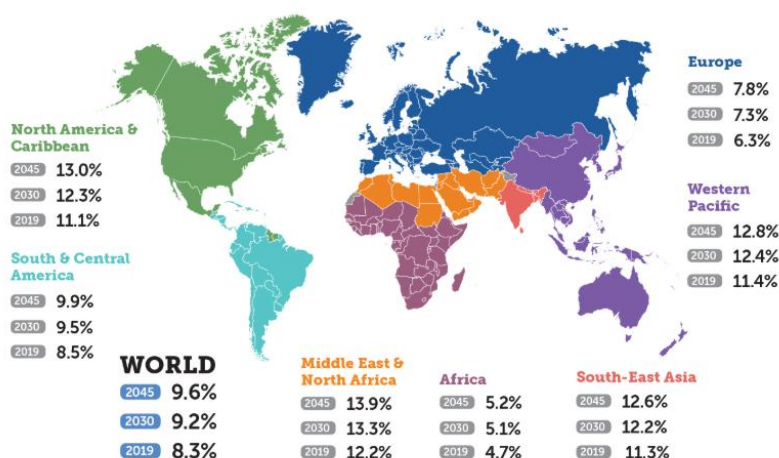 Europe
2045 7.8%
2030 7.3%
2019 6.3%
North America &
Caribbean
2045 13.0%
2030 12.3%
2019 11.1%
Western
Pacific
2045 12.8%
2030 12.4%
2019 11.4%
South & Central
America
2045 9.9%
2030 9.5%
2019 8.5%
WORLD
2045 9.6%
2030 9.2%
2019 8.3%
Middle East &
North Africa
2045 13.9%
2030 13.3%
2019 12.2%
Africa
2045 5.2%
2030 5.1%
2019 4.7%
South-East Asia
2045 12.6%
2030 12.2%
2019 11.3%